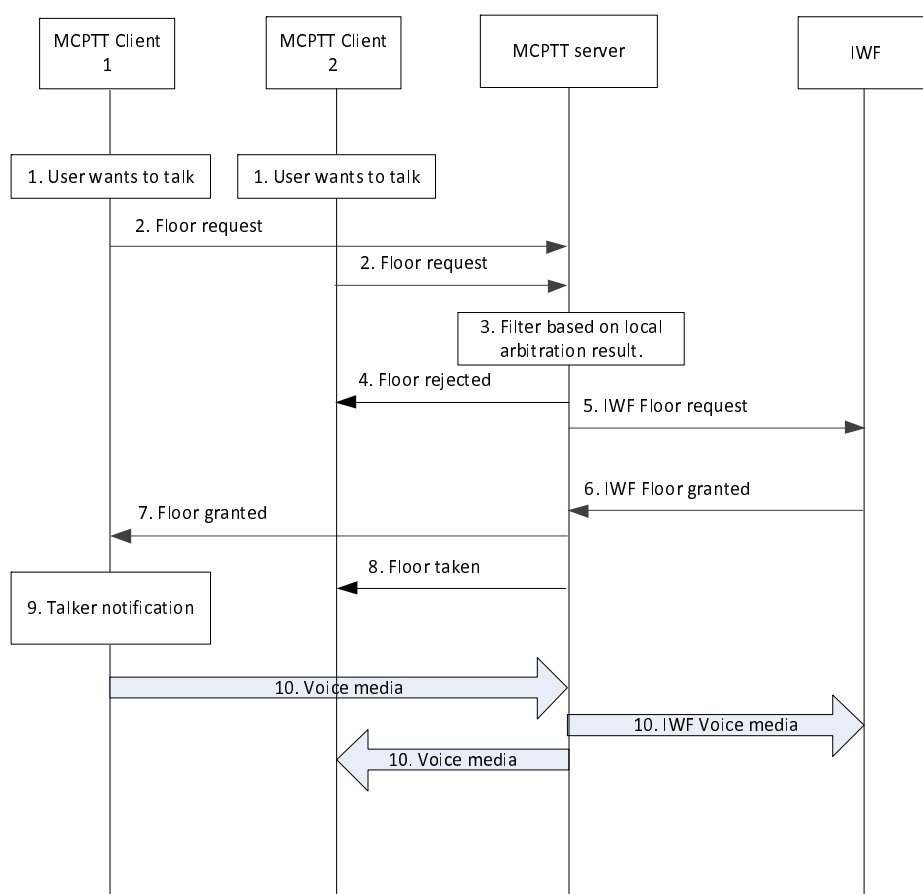 MCPTT Client
1
MCPTT Client
2
MCPTT server
IWF
1. User wants to talk
1. User wants to talk
2. Floor request
2. Floor request
3. Filter based on local
arbitration result.
4. Floor rejected
5. IWF Floor request
6. IWF Floor granted
7. Floor granted
8. Floor taken
9. Talker notification
10. Voice media
10. IWF Voice media
10. Voice media